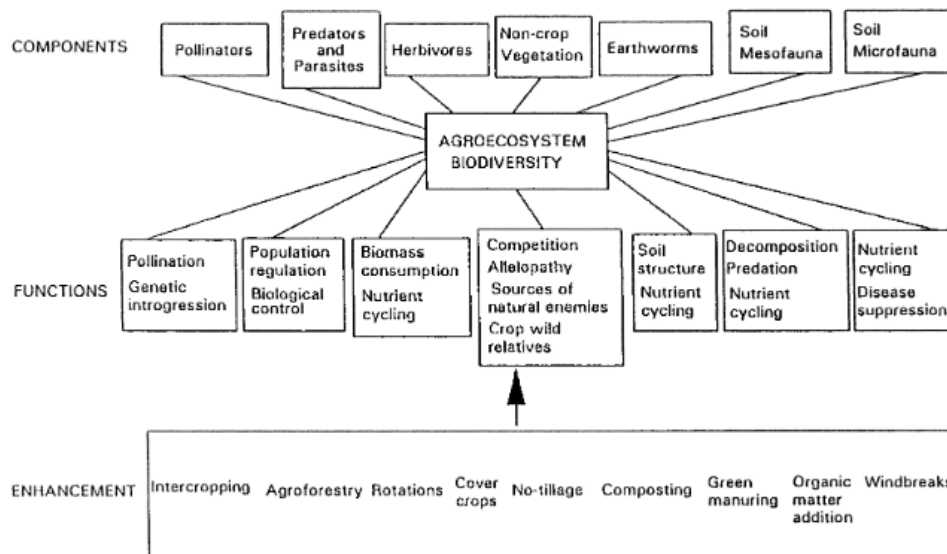 COMPONENTS
Pollinators
Predators
and
Parasites
Herbivores
Non-crop
Vegetation
Earthworms
Soil
Mesofauna
Soil
Microfauna
AGROECOSYSTEM
BIODIVERSITY
FUNCTIONS
Pollination
Genetic
introgression
Population
regulation
Biological
control
Biomass
consumption
Nutrient
cycling
Competition
Allelopathy
Sources of
natural enemies
Crop wild
relatives
Soil
structure
Nutrient
cycling
Decomposition
Predation
Nutrient
cycling
Nutrient
cycling
Disease
suppression
ENHANCEMENT
Intercropping
Agroforestry
Rotations
Cover
crops
No-tillage
Composting
Green
manuring
Organic
matter
addition
Windbreaks